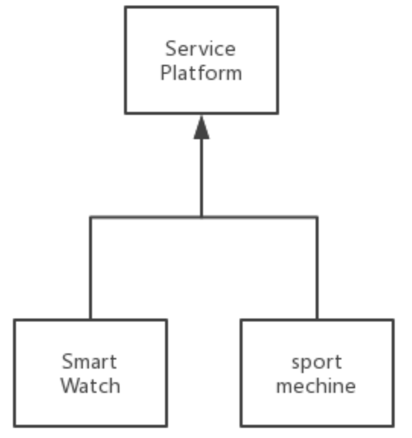 Service
Platform
Smart
Watch
sport
mechine